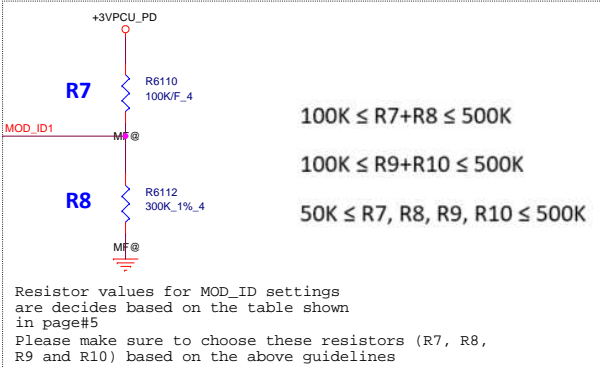 +3VPCU_PD
R7
R6110
100K/F_4
MOD_ID1
MF@
R8
R6112
300K_1%_4
MF@
100K ≤ R7+R8 ≤ 500K
100K ≤ R9+R10 ≤ 500K
50K ≤ R7, R8, R9, R10 ≤ 500K
Resistor values for MOD_ID settings
are decides based on the table shown
in page#5
Please make sure to choose these resistors (R7, R8,
R9 and R10) based on the above guidelines